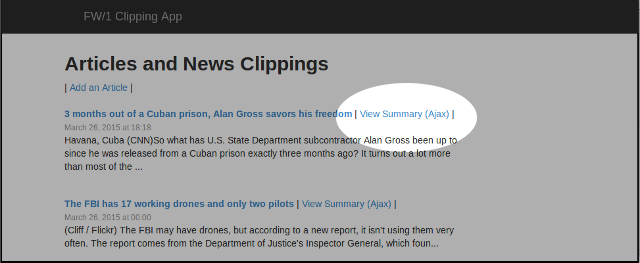 FW/1 Clipping App
Articles and News Clippings
| Add an Article |
3 months out of a Cuban prison, Alan Gross savors his freedom | View Summary (Ajax) |
March 26, 2015 at 18:18
Havana, Cuba (CNN)So what has U.S. State Department subcontractor Alan Gross been up to
since he was released from a Cuban prison exactly three months ago? It turns out a lot more
than most of the ...
The FBI has 17 working drones and only two pilots | View Summary (Ajax) |
March 26, 2015 at 00:00
(Cliff / Flickr) The FBI may have drones, but according to a new report, it isn't using them very
often. The report comes from the Department of Justice's Inspector General, which foun...